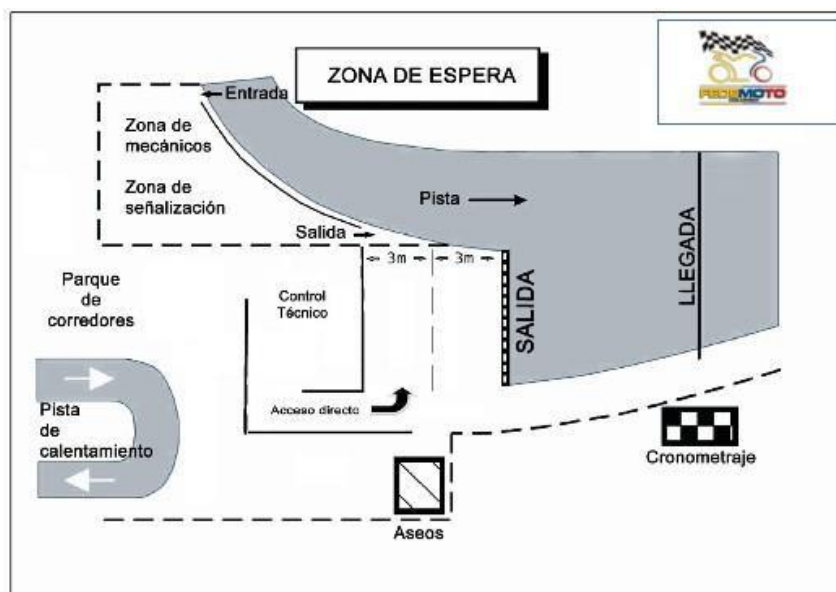 ZONA DE ESPERA
FEDEMOTO
Entrada
Zona de
mecánicos
Zona de
señalización
Pista
Salida
3m
3m
SALIDA
LLEGADA
Parque
de
corredores
Control
Técnico
Acceso directo
Pista
de
calentamiento
Cronometraje
Aseos